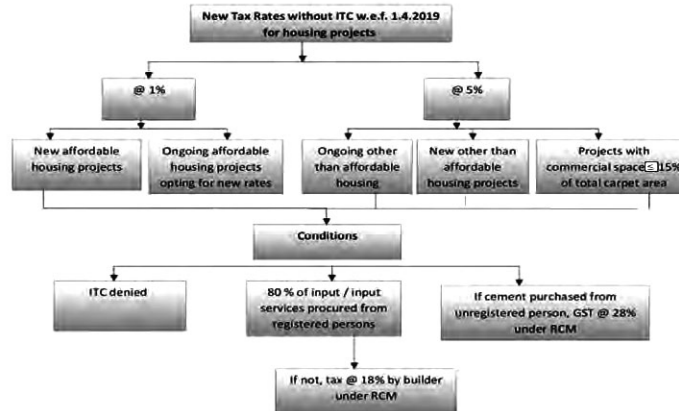 New Tax Rates without ITC w.e.f. 1.4.2019
for housing projects
@ 1%
@ 5%
New affordable
housing projects
Ongoing affordable
housing projects
opting for new rates
Ongoing other
than affordable
housing
New other than
affordable
housing projects
Projects with
commercial space≤15%
of total carpet area
Conditions
ITC denied
80 % of input / input
services procured from
registered persons
If cement purchased from
unregistered person, GST @ 28%
under RCM
If not, tax @ 18% by builder
under RCM